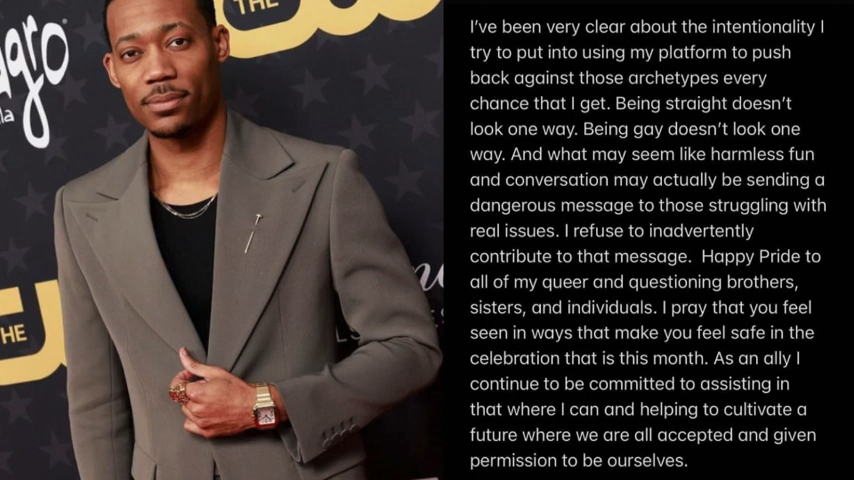 THE
agro
la
THE
I've been very clear about the intentionality I
try to put into using my platform to push
back against those archetypes every
chance that I get. Being straight doesn't
look one way. Being gay doesn't look one
way. And what may seem like harmless fun
and conversation may actually be sending a
dangerous message to those struggling with
real issues. I refuse to inadvertently
contribute to that message.  Happy Pride to
all of my queer and questioning brothers,
sisters, and individuals. I pray that you feel
seen in ways that make you feel safe in the
celebration that is this month. As an ally I
continue to be committed to assisting in
that where I can and helping to cultivate a
future where we are all accepted and given
permission to be ourselves.